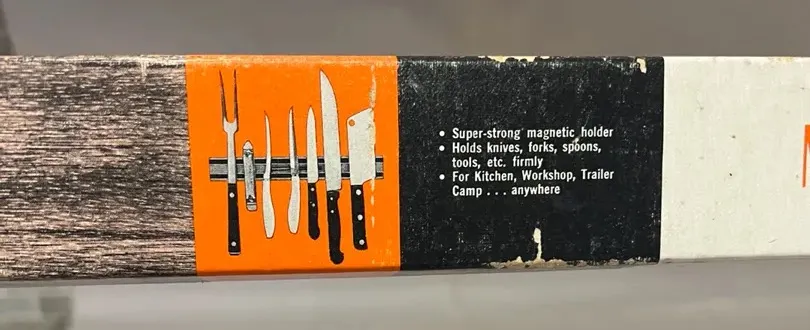 • Super-strong magnetic holder
• Holds knives, forks, spoons,
tools, etc. firmly
• For Kitchen, Workshop, Trailer
Camp . . . anywhere